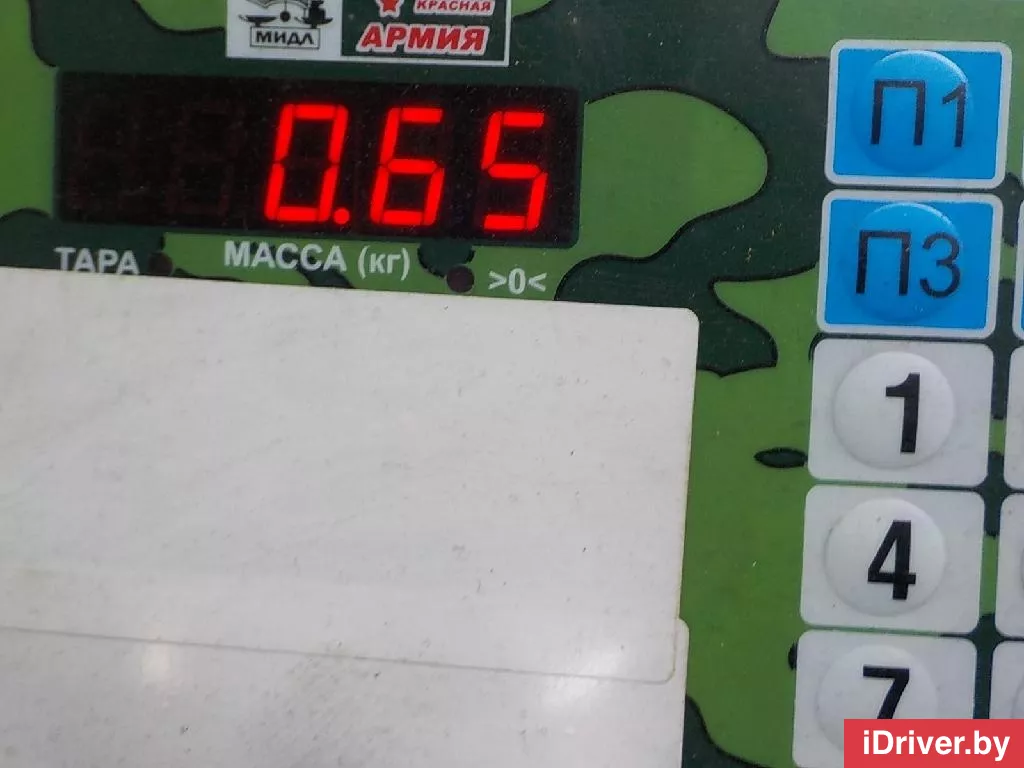 КРАСНАЯ
МИДЛ
АРМИЯ
0.65
ТАРА
МАССА (кг)
>0<
П1
П3
1
4
7
iDriver.by